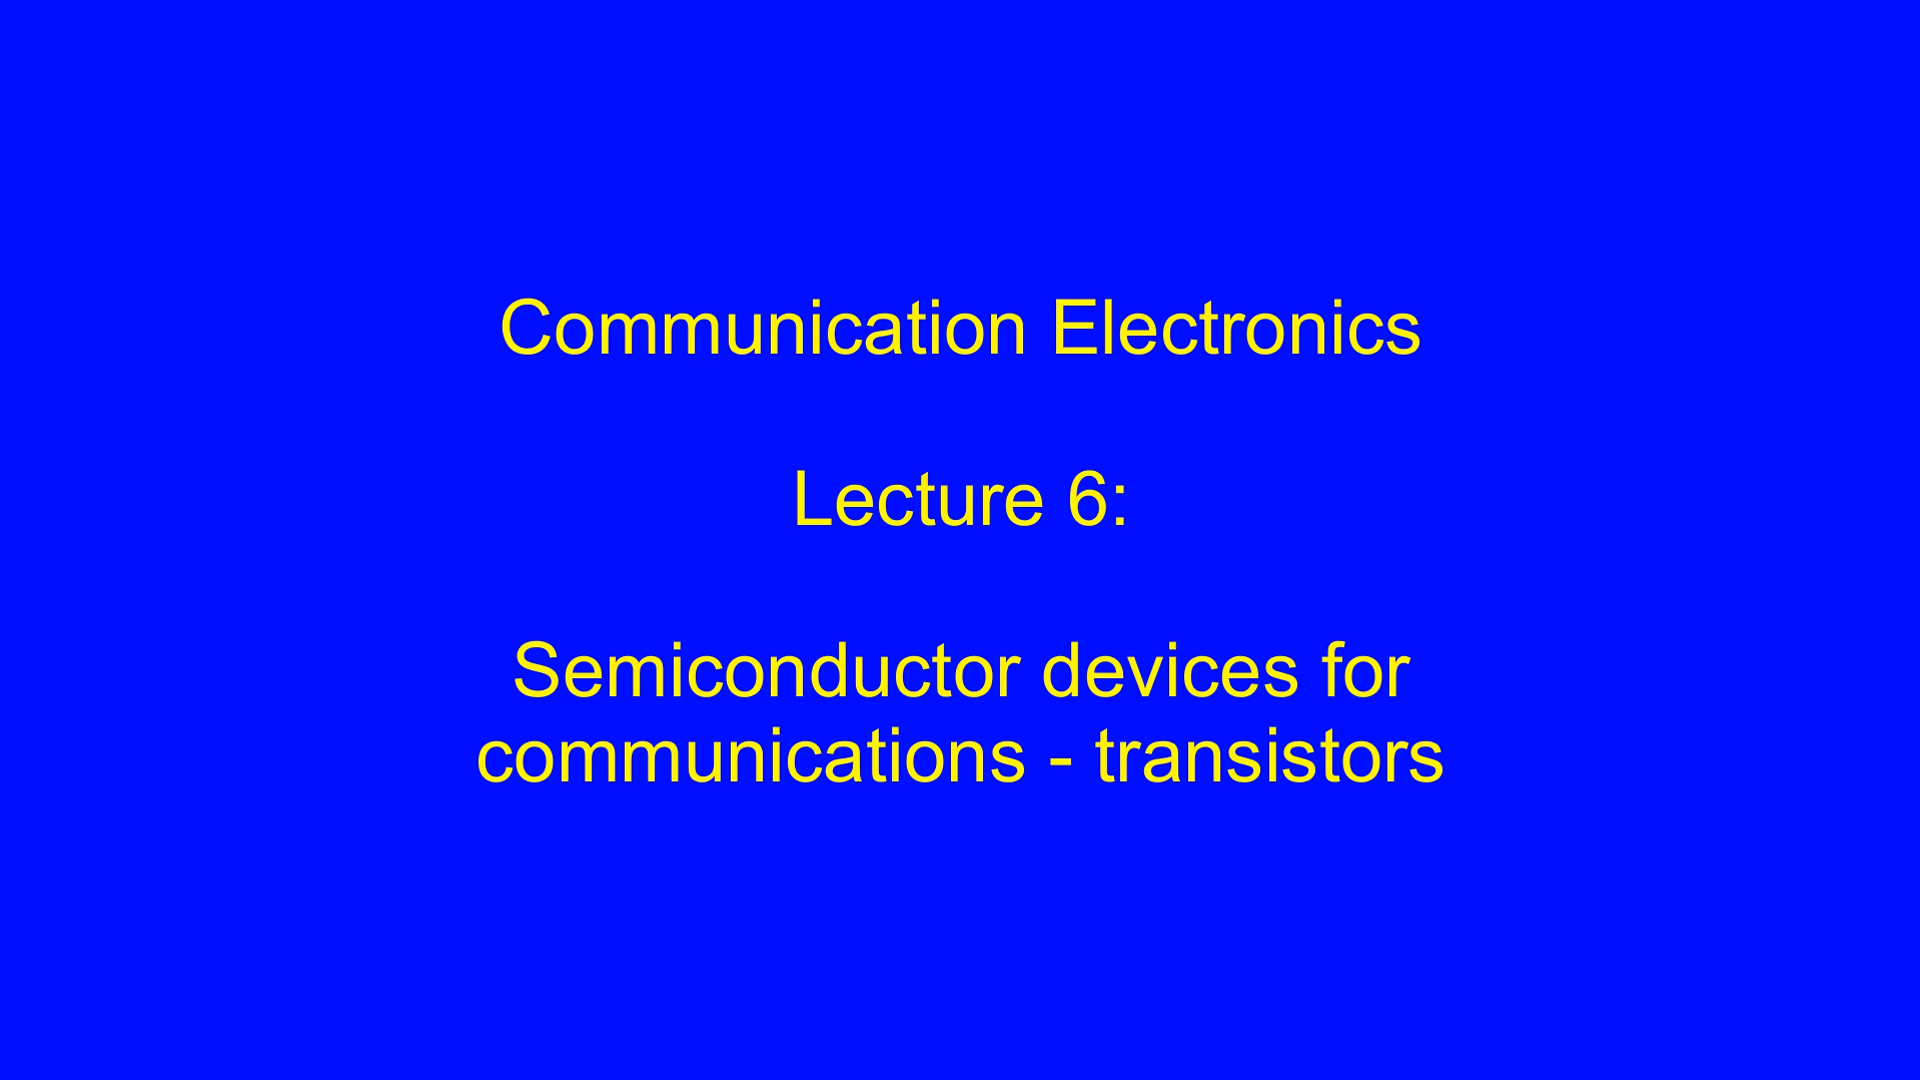 Communication Electronics
Lecture 6:
Semiconductor devices for
communications - transistors